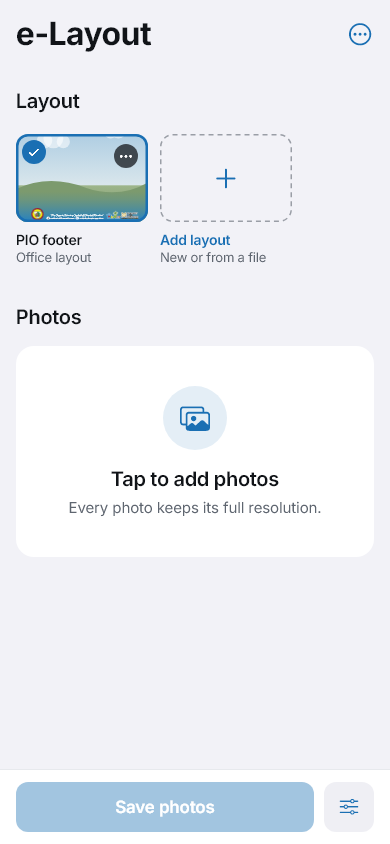 e-Layout
Layout
PIO footer
Office layout
Add layout
New or from a file
Photos
Tap to add photos
Every photo keeps its full resolution.
Save photos